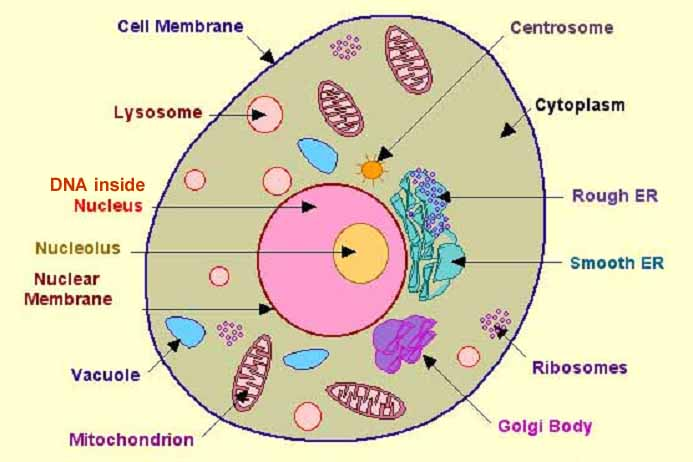 Cell Membrane
Centrosome
Lysosome
Cytoplasm
DNA inside
Nucleus
Rough ER
Nucleolus
Smooth ER
Nuclear
Membrane
Vacuole
Ribosomes
Golgi Body
Mitochondrion